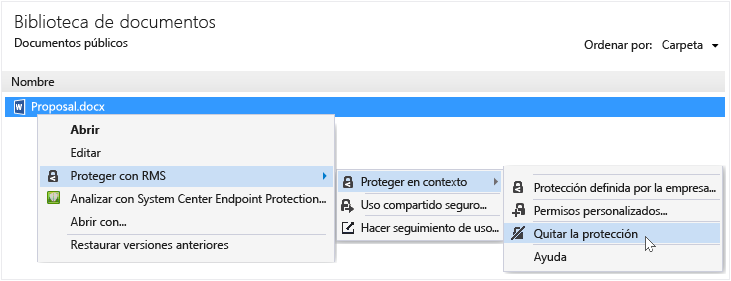 Biblioteca de documentos
Documentos públicos
Ordenar por: Carpeta
Nombre
Proposal.docx
Abrir
Editar
Proteger con RMS
Analizar con System Center Endpoint Protection...
Abrir con...
Restaurar versiones anteriores
Proteger en contexto
Uso compartido seguro...
Hacer seguimiento de uso...
Protección definida por la empresa...
Permisos personalizados...
Quitar la protección
Ayuda